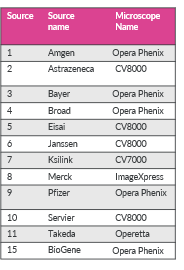 Source Source name Microscope Name
1 Amgen Opera Phenix
2 Astrazeneca CV8000
3 Bayer Opera Phenix
4 Broad Opera Phenix
5 Eisai CV8000
6 Janssen CV8000
7 Ksilink CV7000
8 Merck ImageXpress
9 Pfizer Opera Phenix
10 Servier CV8000
11 Takeda Operetta
15 BioGene Opera Phenix